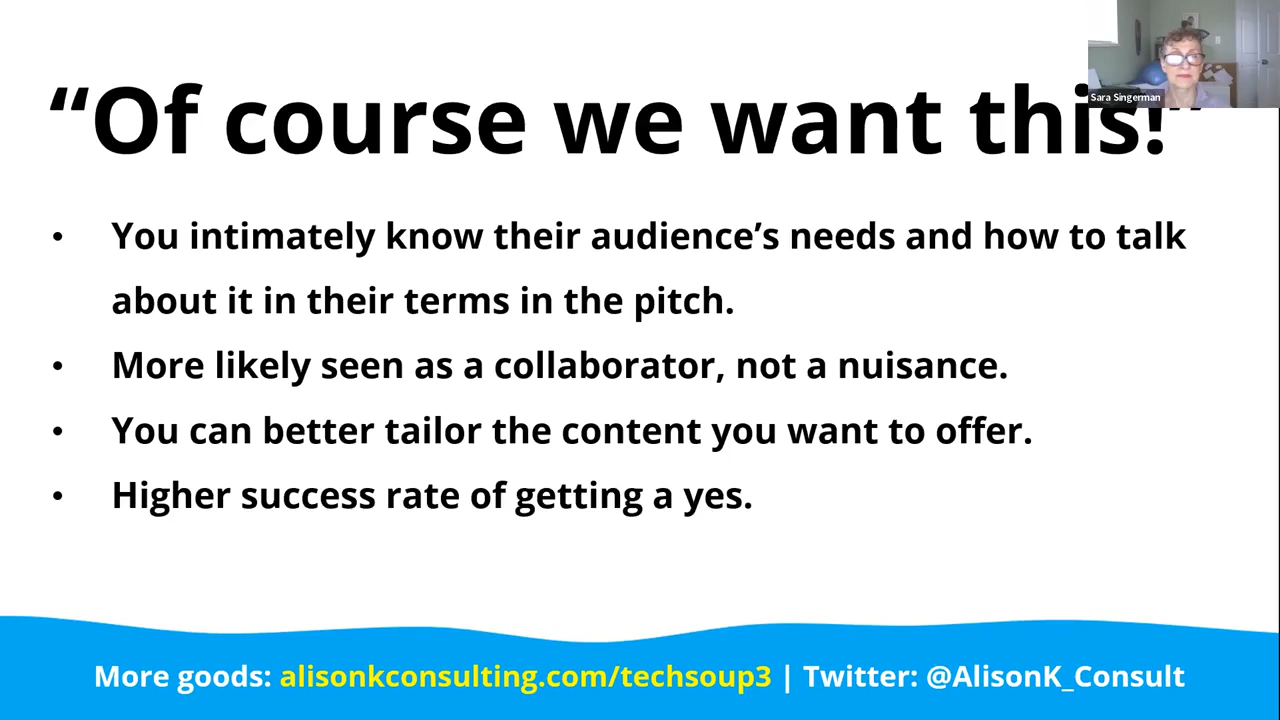 “Of course we want this!”
Sara Singerman
• You intimately know their audience’s needs and how to talk
about it in their terms in the pitch.
• More likely seen as a collaborator, not a nuisance.
• You can better tailor the content you want to offer.
• Higher success rate of getting a yes.
More goods: alisonkconsulting.com/techsoup3 | Twitter: @AlisonK_Consult